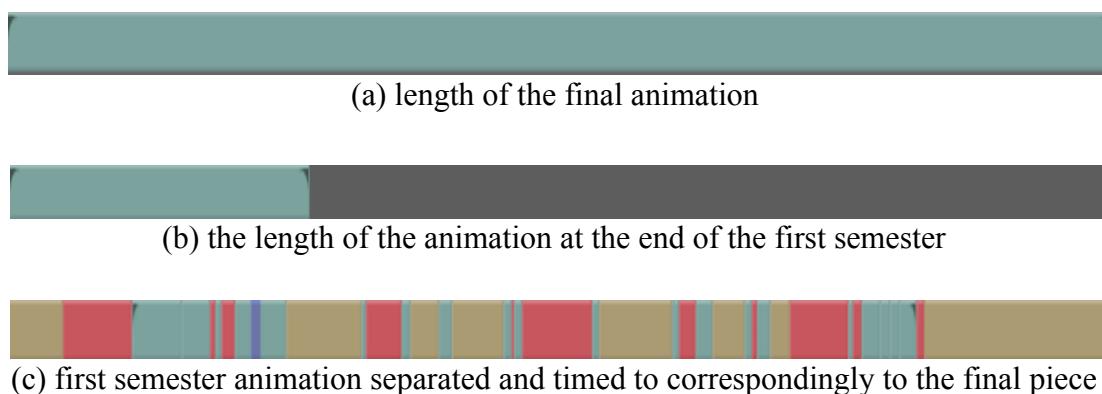 (a) length of the final animation
(b) the length of the animation at the end of the first semester
(c) first semester animation separated and timed to correspondingly to the final piece